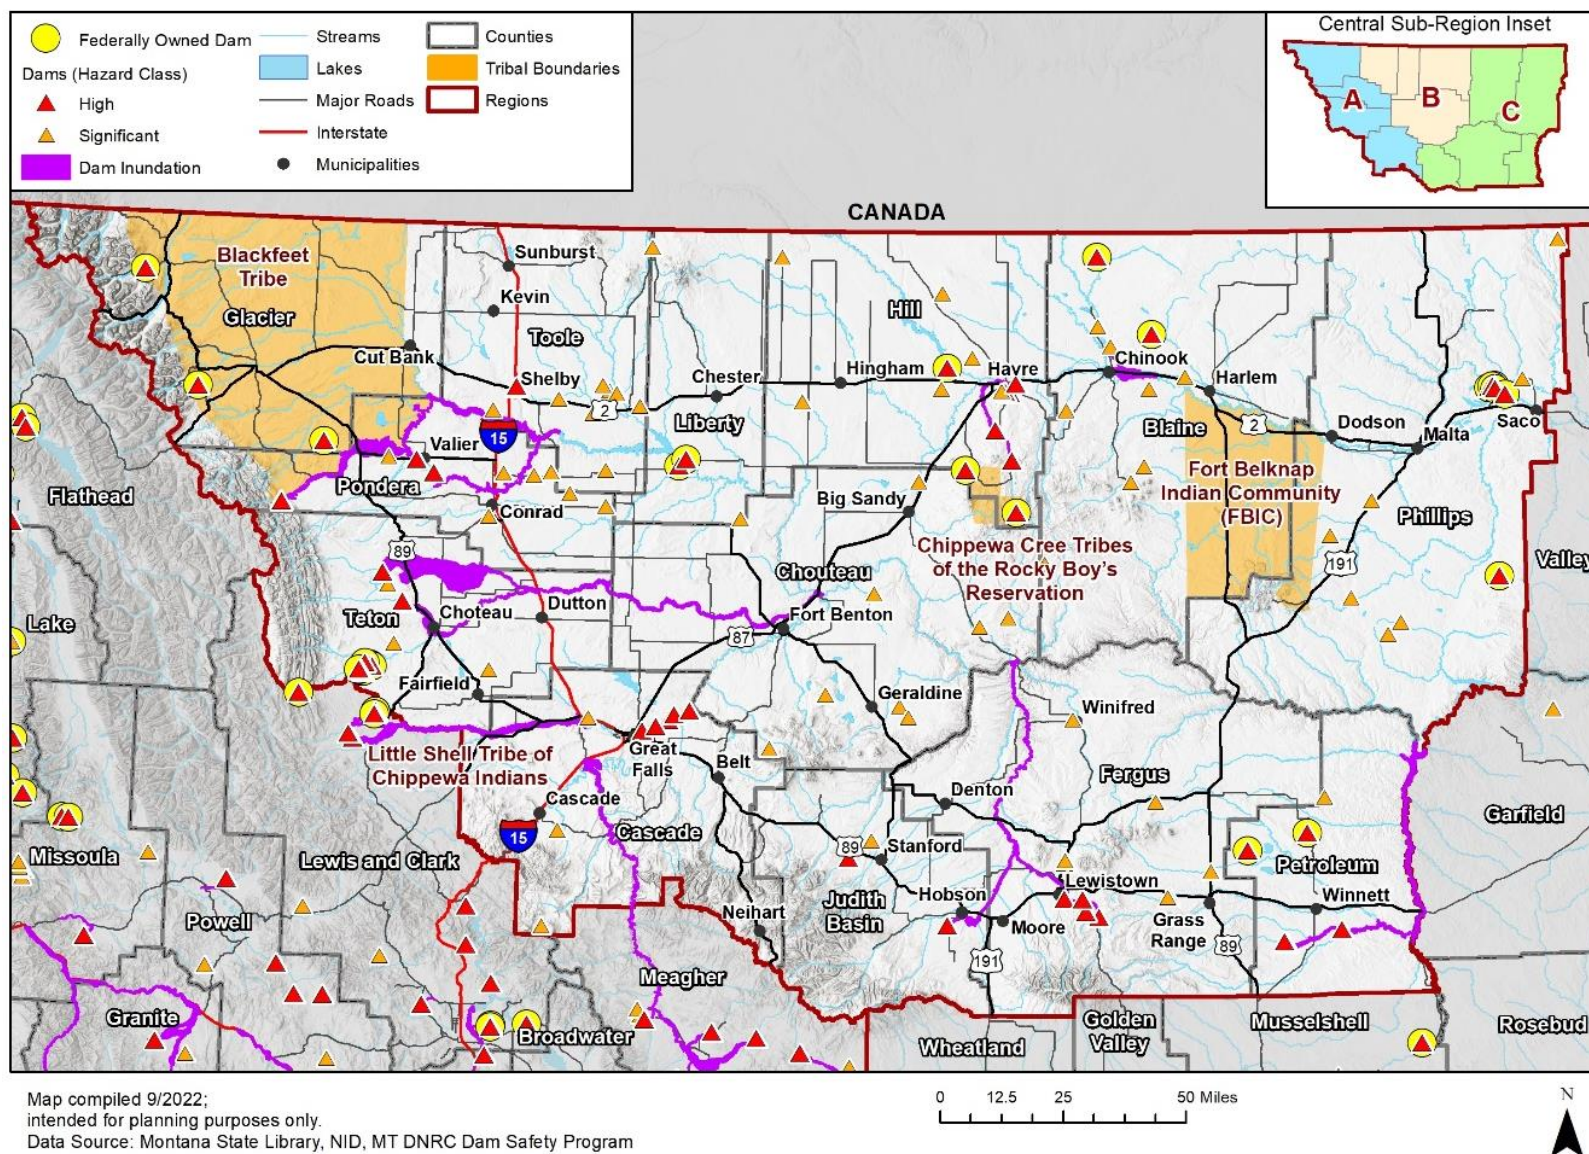 Federally Owned Dam
Dams (Hazard Class)
High
Significant
Dam Inundation
Streams
Lakes
Major Roads
Interstate
Municipalities
Counties
Tribal Boundaries
Regions
Central Sub-Region Inset
A
B
C
CANADA
Blackfeet
Tribe
Glacier
Sunburst
Kevin
Toole
Cut Bank
Shelby
2
15
Valier
Pondera
Conrad
Chester
Liberty
Hill
Hingham
Havre
Chinook
Harlem
Blaine
2
Dodson
Malta
Saco
Fort Belknap
Indian Community
(FBIC)
Phillips
191
Valley
Big Sandy
Chippewa Cree Tribes
of the Rocky Boy's
Reservation
Flathead
Lake
89
Teton
Choteau
Dutton
Chouteau
Fort Benton
87
Fairfield
Geraldine
Winifred
Little Shell Tribe of
Chippewa Indians
Great
Falls
Belt
Cascade
15
Cascade
Fergus
Denton
Garfield
89
Stanford
Petroleum
Missoula
Lewis and Clark
Powell
Neihart
Judith
Basin
Hobson
Lewistown
Moore
Grass
Range
Winnett
191
89
Meagher
Granite
Broadwater
Wheatland
Golden
Valley
Musselshell
Rosebud
Map compiled 9/2022;
intended for planning purposes only.
Data Source: Montana State Library, NID, MT DNRC Dam Safety Program
0 12.5 25 50 Miles
N